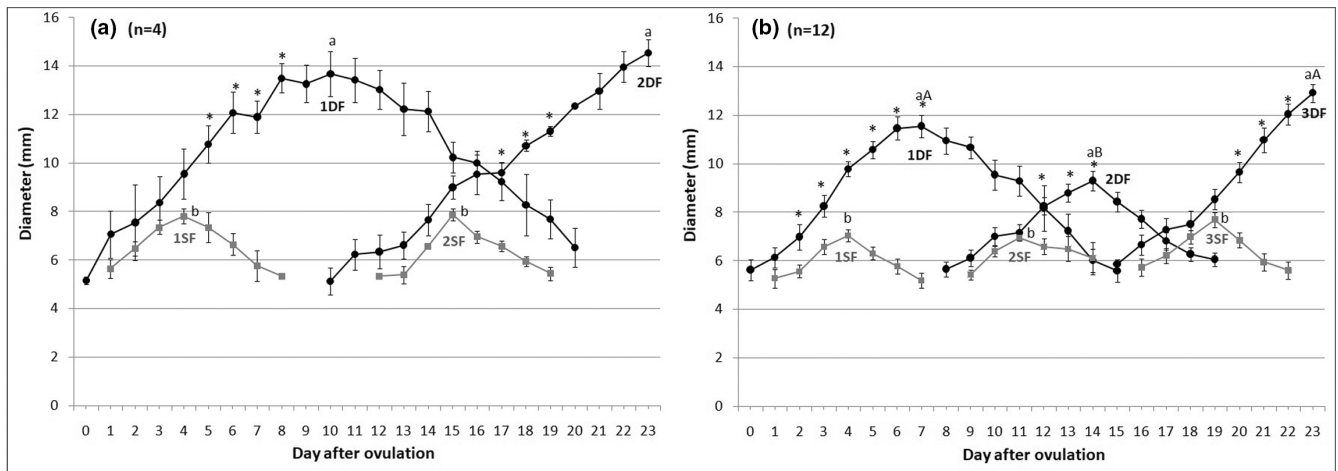 (a) (n=4)
Diameter (mm)
16
14
12
10
8
6
4
2
0
* * * * a a
1DF 2DF
* * *
b b
1SF 2SF
0 1 2 3 4 5 6 7 8 9 10 11 12 13 14 15 16 17 18 19 20 21 22 23
Day after ovulation
(b) (n=12)
Diameter (mm)
16
14
12
10
8
6
4
2
0
* * * * * aA *
1DF
* * aB *
2DF
* * * aA
3DF
b b b
1SF 2SF 3SF
0 1 2 3 4 5 6 7 8 9 10 11 12 13 14 15 16 17 18 19 20 21 22 23
Day after ovulation